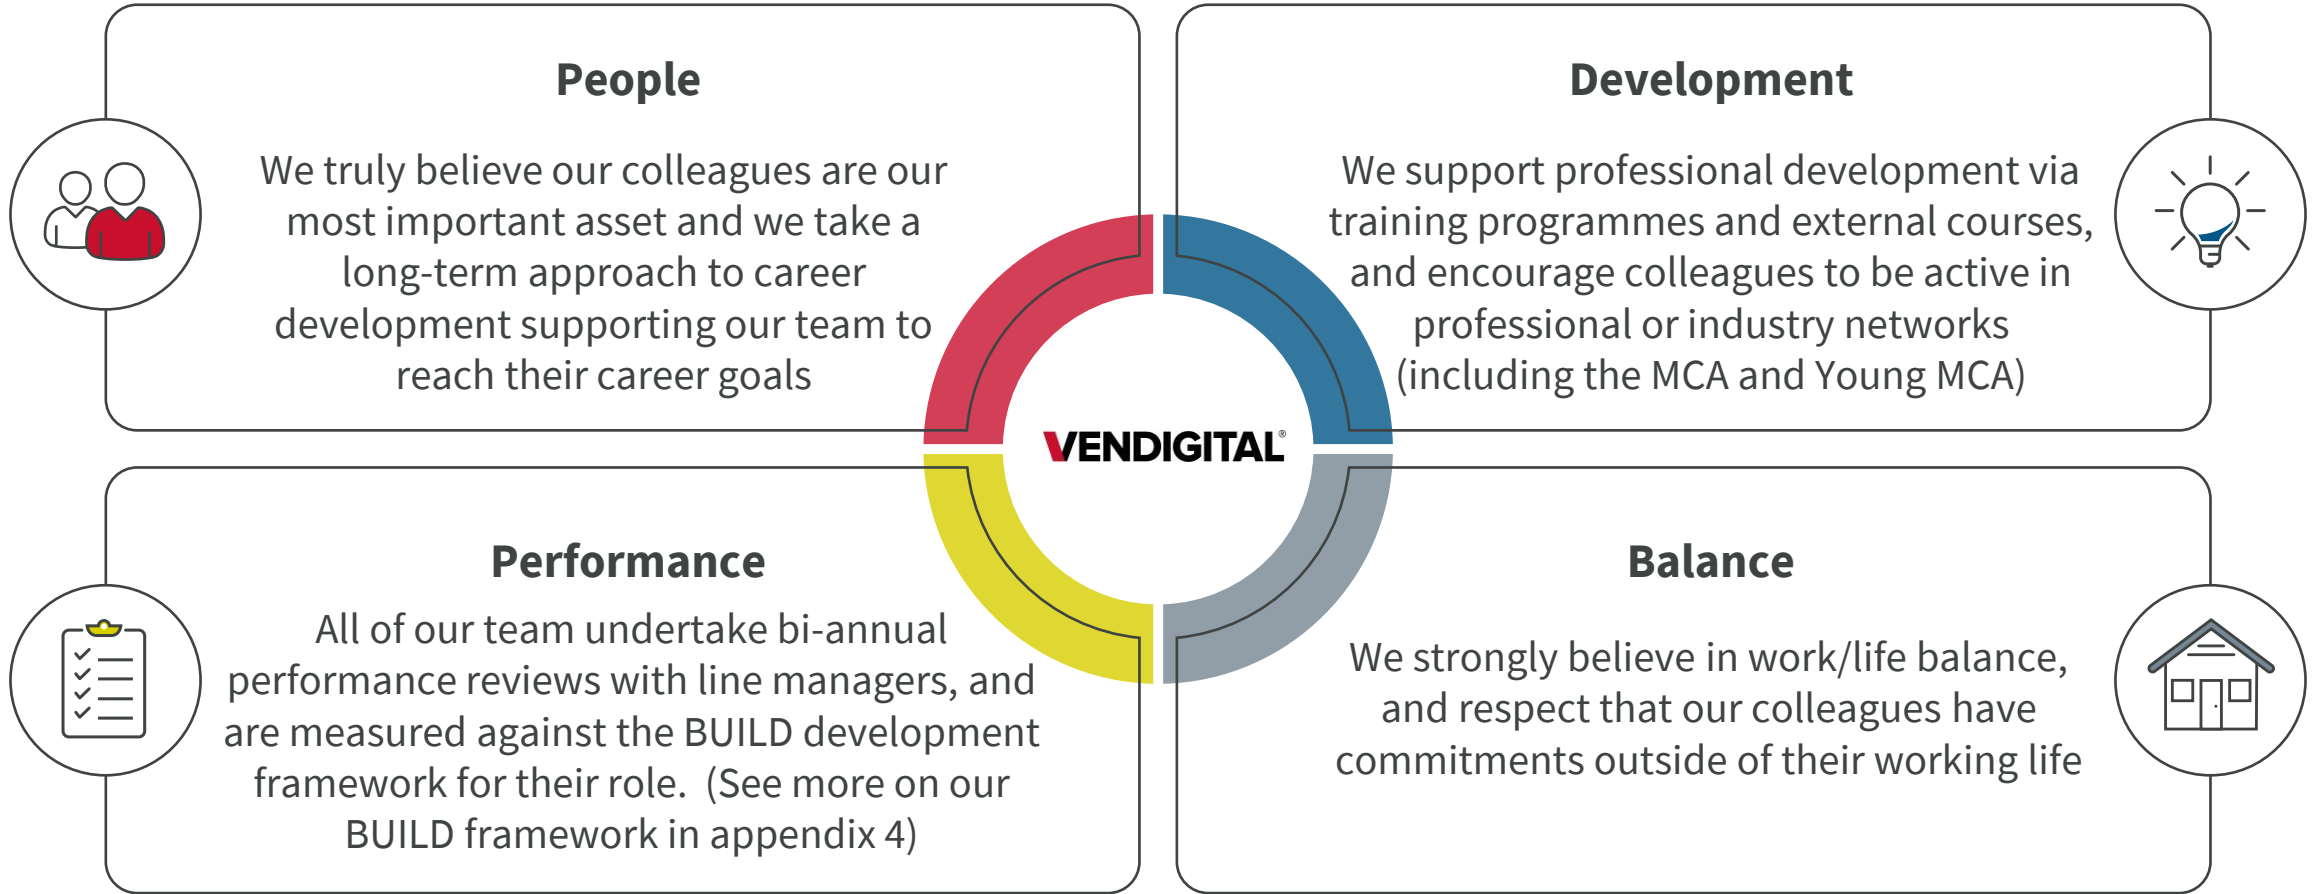 People
We truly believe our colleagues are our
most important asset and we take a
long-term approach to career
development supporting our team to
reach their career goals
Development
We support professional development via
training programmes and external courses,
and encourage colleagues to be active in
professional or industry networks
(including the MCA and Young MCA)
VENDIGITAL®
Performance
All of our team undertake bi-annual
performance reviews with line managers, and
are measured against the BUILD development
framework for their role.  (See more on our
BUILD framework in appendix 4)
Balance
We strongly believe in work/life balance,
and respect that our colleagues have
commitments outside of their working life